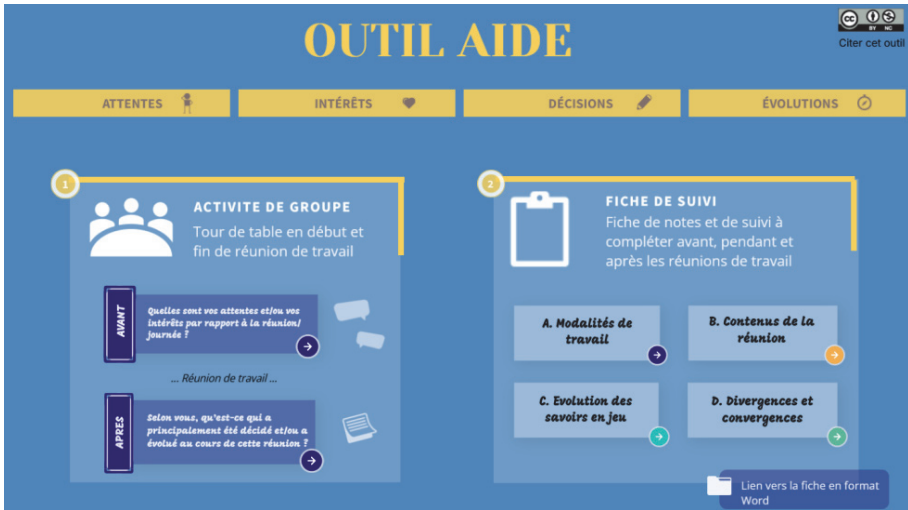 OUTIL AIDE
BY NC
Citer cet outil
ATTENTES
INTÉRÊTS
DÉCISIONS
ÉVOLUTIONS
1
ACTIVITE DE GROUPE
Tour de table en début et
fin de réunion de travail
AVANT
Quelles sont vos attentes et/ou vos
intérêts par rapport à la réunion/
journée ?
... Réunion de travail ...
APRES
Selon vous, qu'est-ce qui a
principalement été décidé et/ou a
évolué au cours de cette réunion ?
2
FICHE DE SUIVI
Fiche de notes et de suivi à
compléter avant, pendant et
après les réunions de travail
A. Modalités de
travail
B. Contenus de la
réunion
C. Evolution des
savoirs en jeu
D. Divergences et
convergences
Lien vers la fiche en format
Word